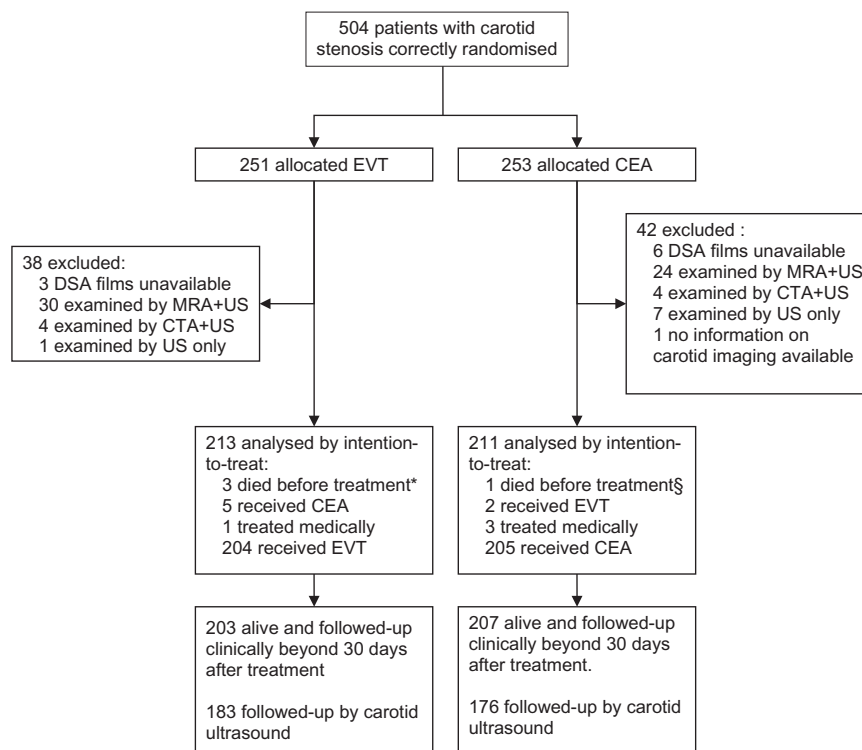 504 patients with carotid
stenosis correctly randomised
251 allocated EVT
253 allocated CEA
38 excluded:
3 DSA films unavailable
30 examined by MRA+US
4 examined by CTA+US
1 examined by US only
42 excluded :
6 DSA films unavailable
24 examined by MRA+US
4 examined by CTA+US
7 examined by US only
1 no information on
carotid imaging available
213 analysed by intention-
to-treat:
3 died before treatment*
5 received CEA
1 treated medically
204 received EVT
211 analysed by intention-
to-treat:
1 died before treatment§
2 received EVT
3 treated medically
205 received CEA
203 alive and followed-up
clinically beyond 30 days
after treatment
183 followed-up by carotid
ultrasound
207 alive and followed-up
clinically beyond 30 days
after treatment.
176 followed-up by carotid
ultrasound